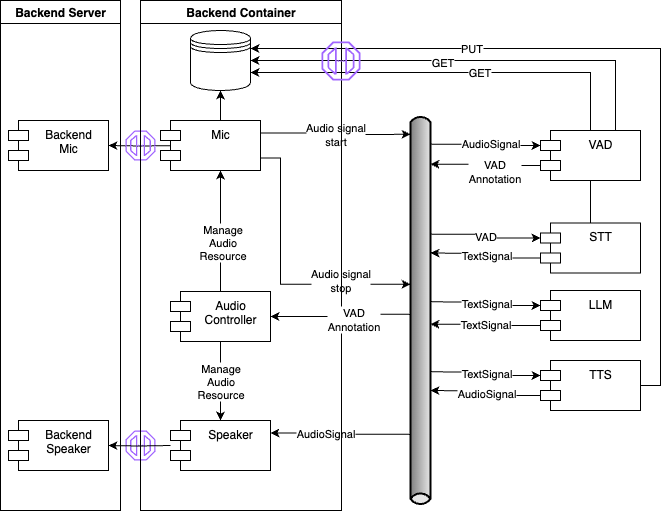 Backend Server
Backend Container
PUT
GET
GET
Backend
Mic
Mic
Audio signal
start
AudioSignal
VAD
Annotation
VAD
Manage
Audio
Resource
VAD
TextSignal
STT
Audio signal
stop
Audio
Controller
VAD
Annotation
TextSignal
TextSignal
LLM
Manage
Audio
Resource
TextSignal
AudioSignal
TTS
Backend
Speaker
Speaker
AudioSignal